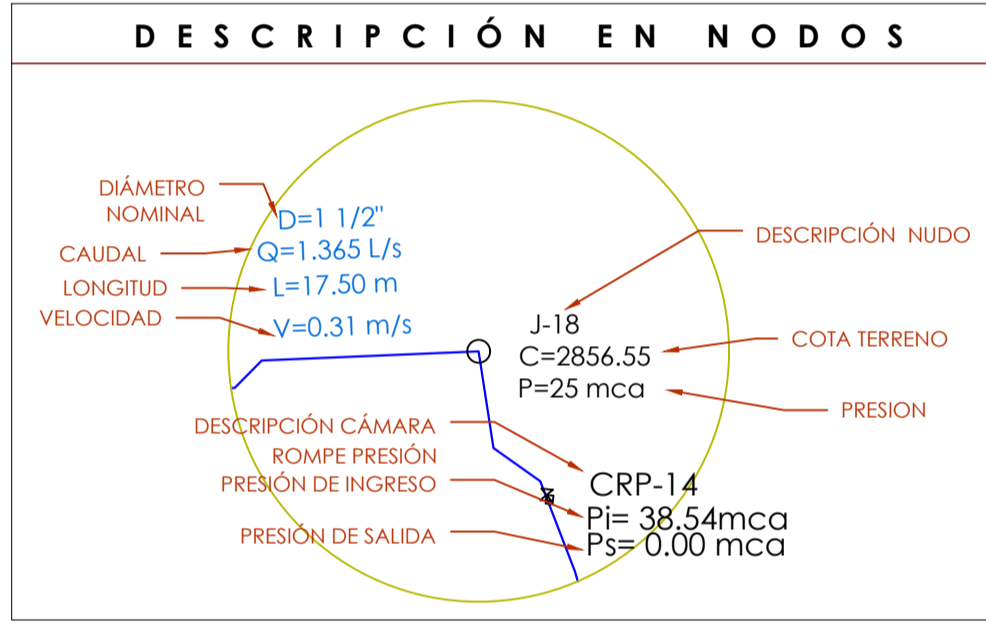 DESCRIPCIÓN EN NODOS
DIÁMETRO
NOMINAL
D=1 1/2"
CAUDAL
Q=1.365 L/s
LONGITUD
L=17.50 m
VELOCIDAD
V=0.31 m/s
DESCRIPCIÓN NUDO
J-18
COTA TERRENO
C=2856.55
PRESION
P=25 mca
DESCRIPCIÓN CÁMARA
ROMPE PRESIÓN
CRP-14
PRESIÓN DE INGRESO
Pi= 38.54mca
PRESIÓN DE SALIDA
Ps= 0.00 mca